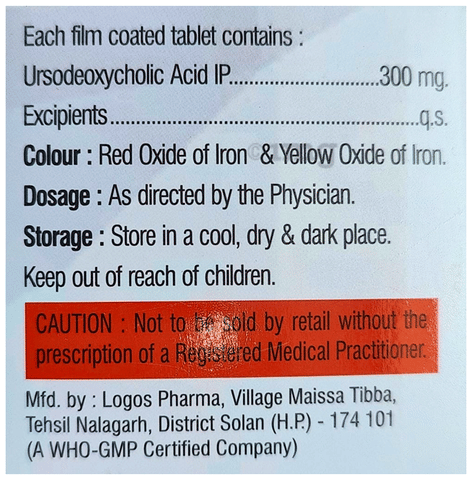 Each film coated tablet contains :
Ursodeoxycholic Acid IP..............................300 mg.
Excipients..............................................................q.s.
Colour : Red Oxide of Iron & Yellow Oxide of Iron.
Dosage : As directed by the Physician.
Storage : Store in a cool, dry & dark place.
Keep out of reach of children.
CAUTION : Not to be sold by retail without the
prescription of a Registered Medical Practitioner.
Mfd. by : Logos Pharma, Village Maissa Tibba,
Tehsil Nalagarh, District Solan (H.P.) - 174 101
(A WHO-GMP Certified Company)